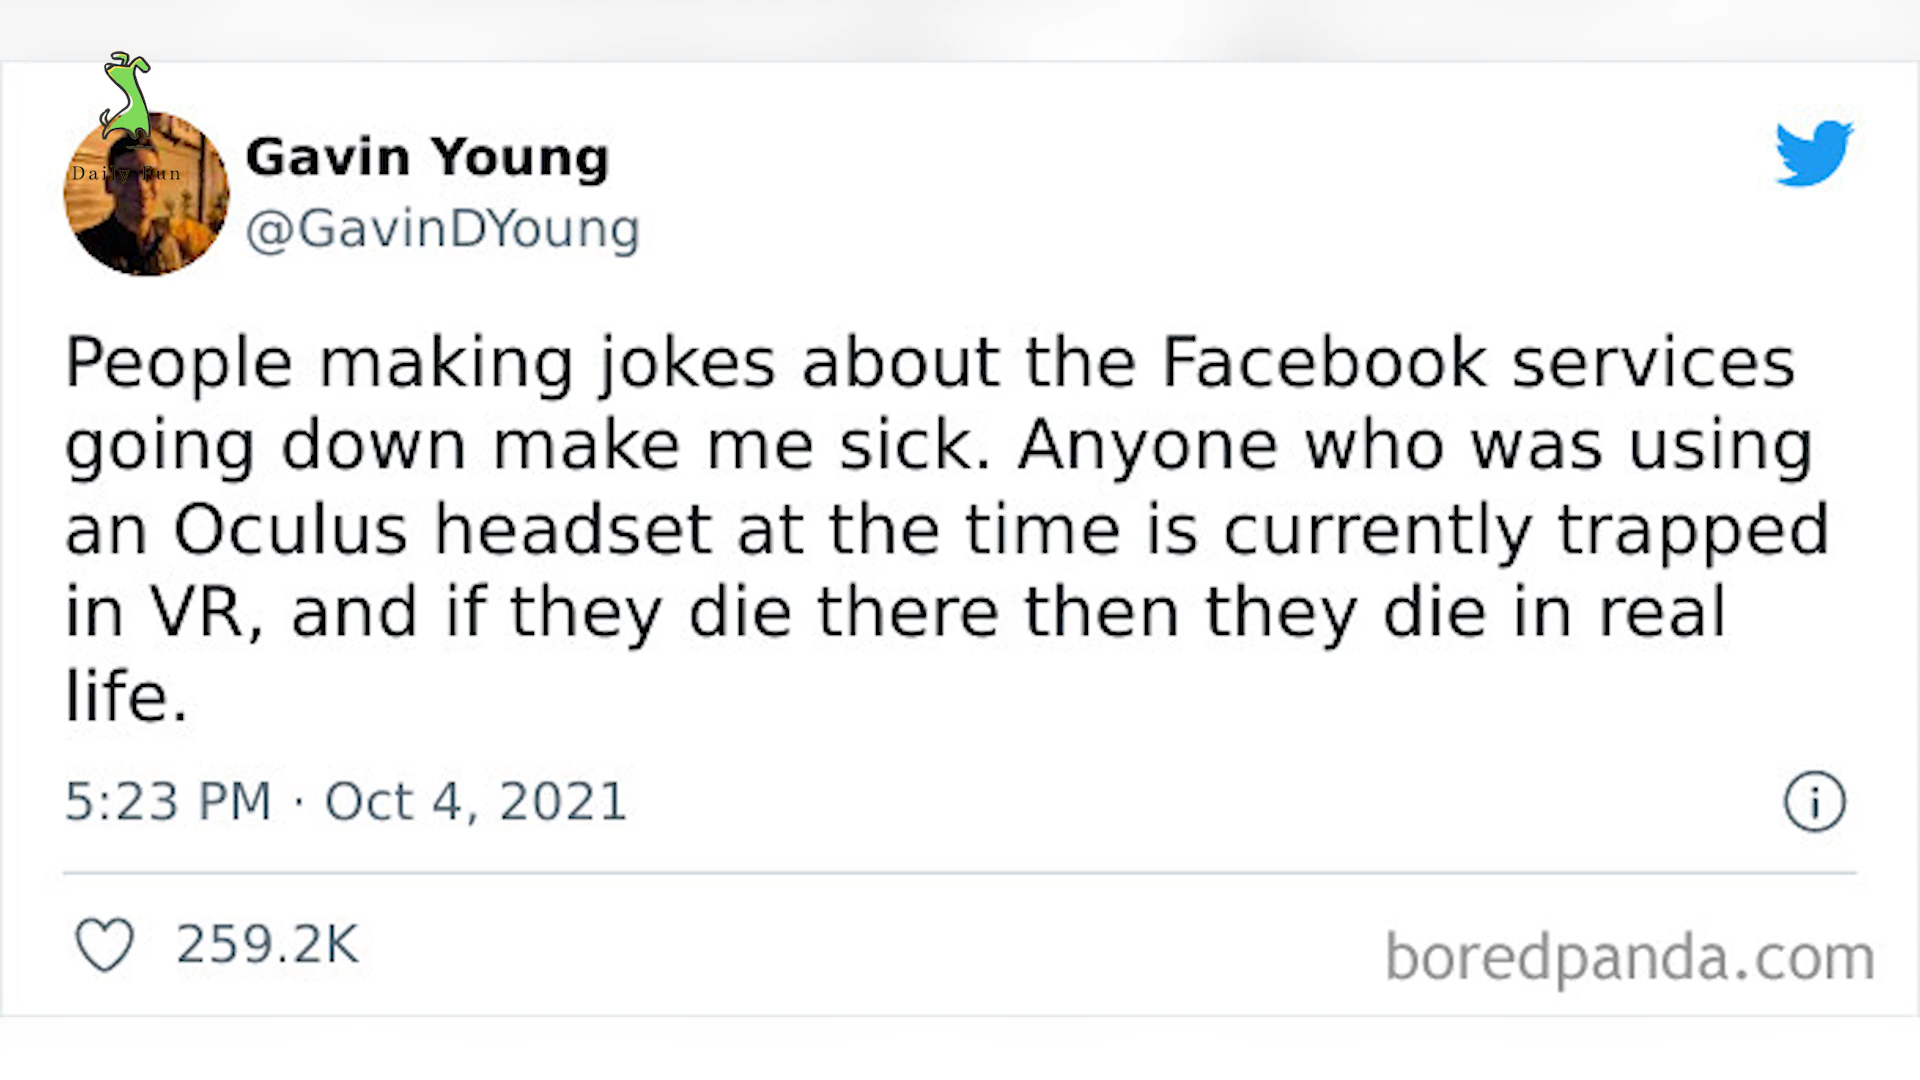 Daily Fun
Gavin Young
@GavinDYoung
People making jokes about the Facebook services
going down make me sick. Anyone who was using
an Oculus headset at the time is currently trapped
in VR, and if they die there then they die in real
life.
5:23 PM · Oct 4, 2021
259.2K
boredpanda.com